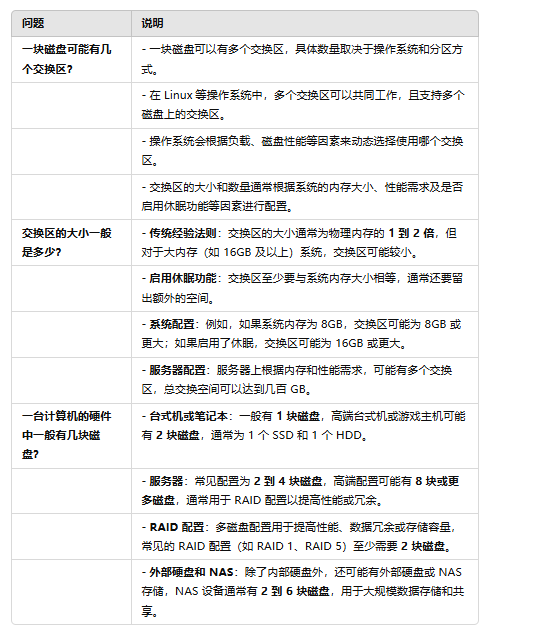 问题 说明
一块磁盘可能有几 - 一块磁盘可以有多个交换区，具体数量取决于操作系统和分区方
个交换区？ 式。
- 在 Linux 等操作系统中，多个交换区可以共同工作，且支持多个
磁盘上的交换区。
- 操作系统会根据负载、磁盘性能等因素来动态选择使用哪个交换
区。
- 交换区的大小和数量通常根据系统的内存大小、性能需求及是否
启用休眠功能等因素进行配置。
交换区的大小一般 - 传统经验法则：交换区的大小通常为物理内存的 1 到 2 倍，但
是多少？ 对于大内存（如 16GB 及以上）系统，交换区可能较小。
- 启用休眠功能：交换区至少要与系统内存大小相等，通常还要留
出额外的空间。
- 系统配置：例如，如果系统内存为 8GB，交换区可能为 8GB 或
更大；如果启用了休眠，交换区可能为 16GB 或更大。
- 服务器配置：服务器上根据内存和性能需求，可能有多个交换
区，总交换空间可以达到几百 GB。
一台计算机的硬件 - 台式机或笔记本：一般有 1 块磁盘，高端台式机或游戏主机可能
中一般有几块磁 有 2 块磁盘，通常为 1 个 SSD 和 1 个 HDD。
盘？
- 服务器：常见配置为 2 到 4 块磁盘，高端配置可能有 8 块或更
多磁盘，通常用于 RAID 配置以提高性能或冗余。
- RAID 配置：多磁盘配置用于提高性能、数据冗余或存储容量，
常见的 RAID 配置（如 RAID 1、RAID 5）至少需要 2 块磁盘。
- 外部硬盘和 NAS：除了内部硬盘外，还可能有外部硬盘或 NAS
存储，NAS 设备通常有 2 到 6 块磁盘，用于大规模数据存储和共
享。